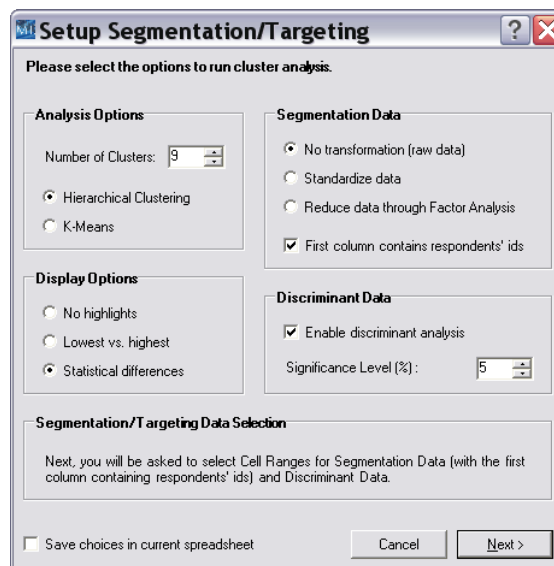 Setup Segmentation/Targeting
Please select the options to run cluster analysis.
Analysis Options
Number of Clusters: 9
Hierarchical Clustering
K-Means
Display Options
No highlights
Lowest vs. highest
Statistical differences
Segmentation Data
No transformation (raw data)
Standardize data
Reduce data through Factor Analysis
First column contains respondents' ids
Discriminant Data
Enable discriminant analysis
Significance Level (%) : 5
Segmentation/Targeting Data Selection
Next, you will be asked to select Cell Ranges for Segmentation Data (with the first
column containing respondents' ids) and Discriminant Data.
Save choices in current spreadsheet
Cancel
Next >